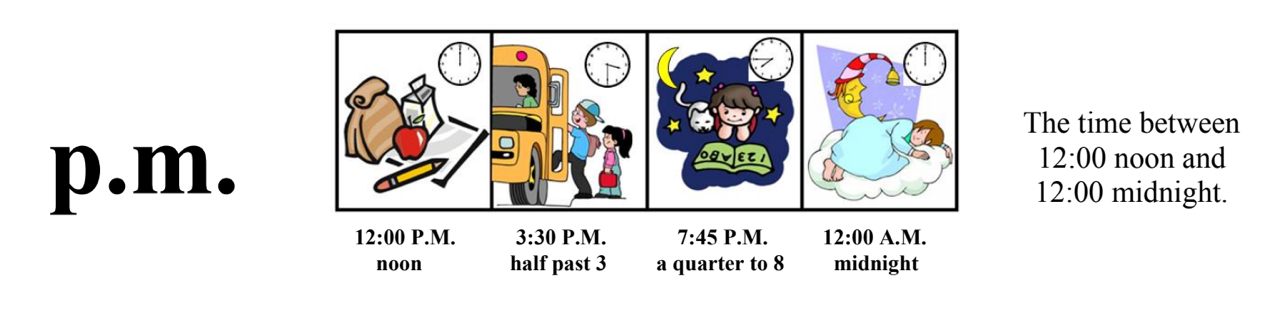 p.m.
12:00 P.M.
noon
3:30 P.M.
half past 3
7:45 P.M.
a quarter to 8
12:00 A.M.
midnight
The time between
12:00 noon and
12:00 midnight.